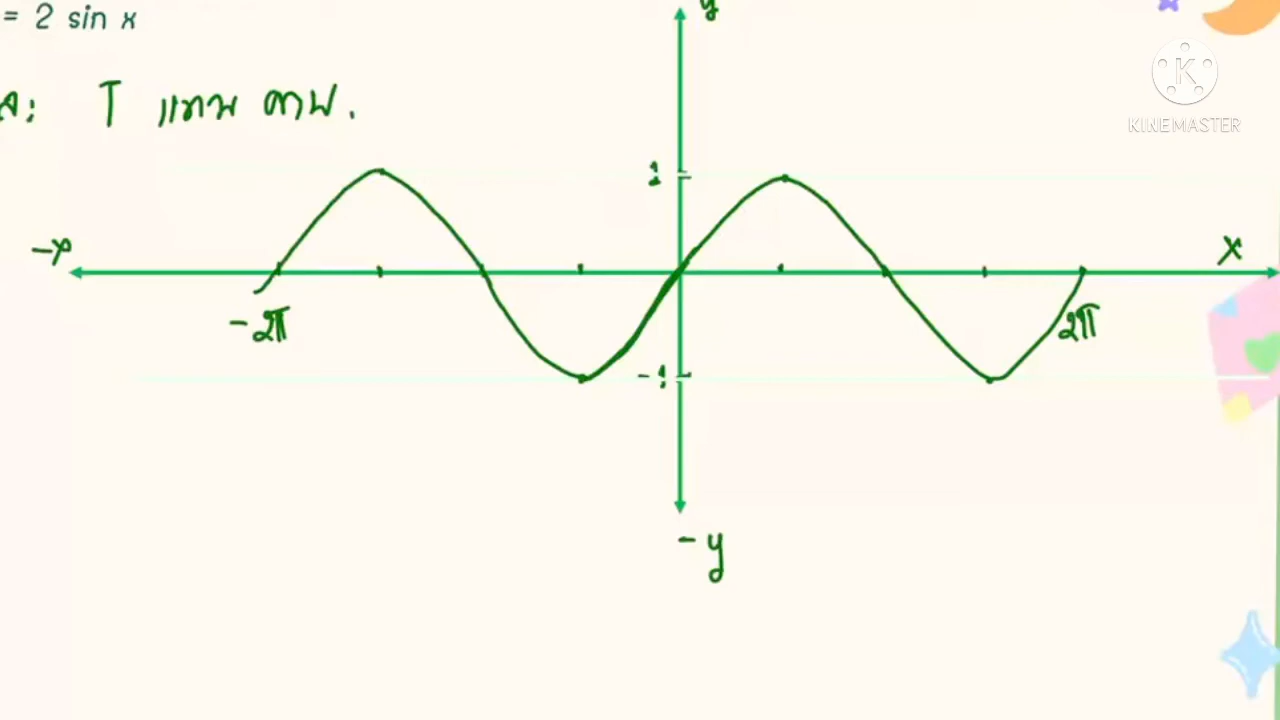 = 2 sin x
T แทน คาบ.
y
1
-x
X
-2π
2π
-1
-y
KINEMASTER